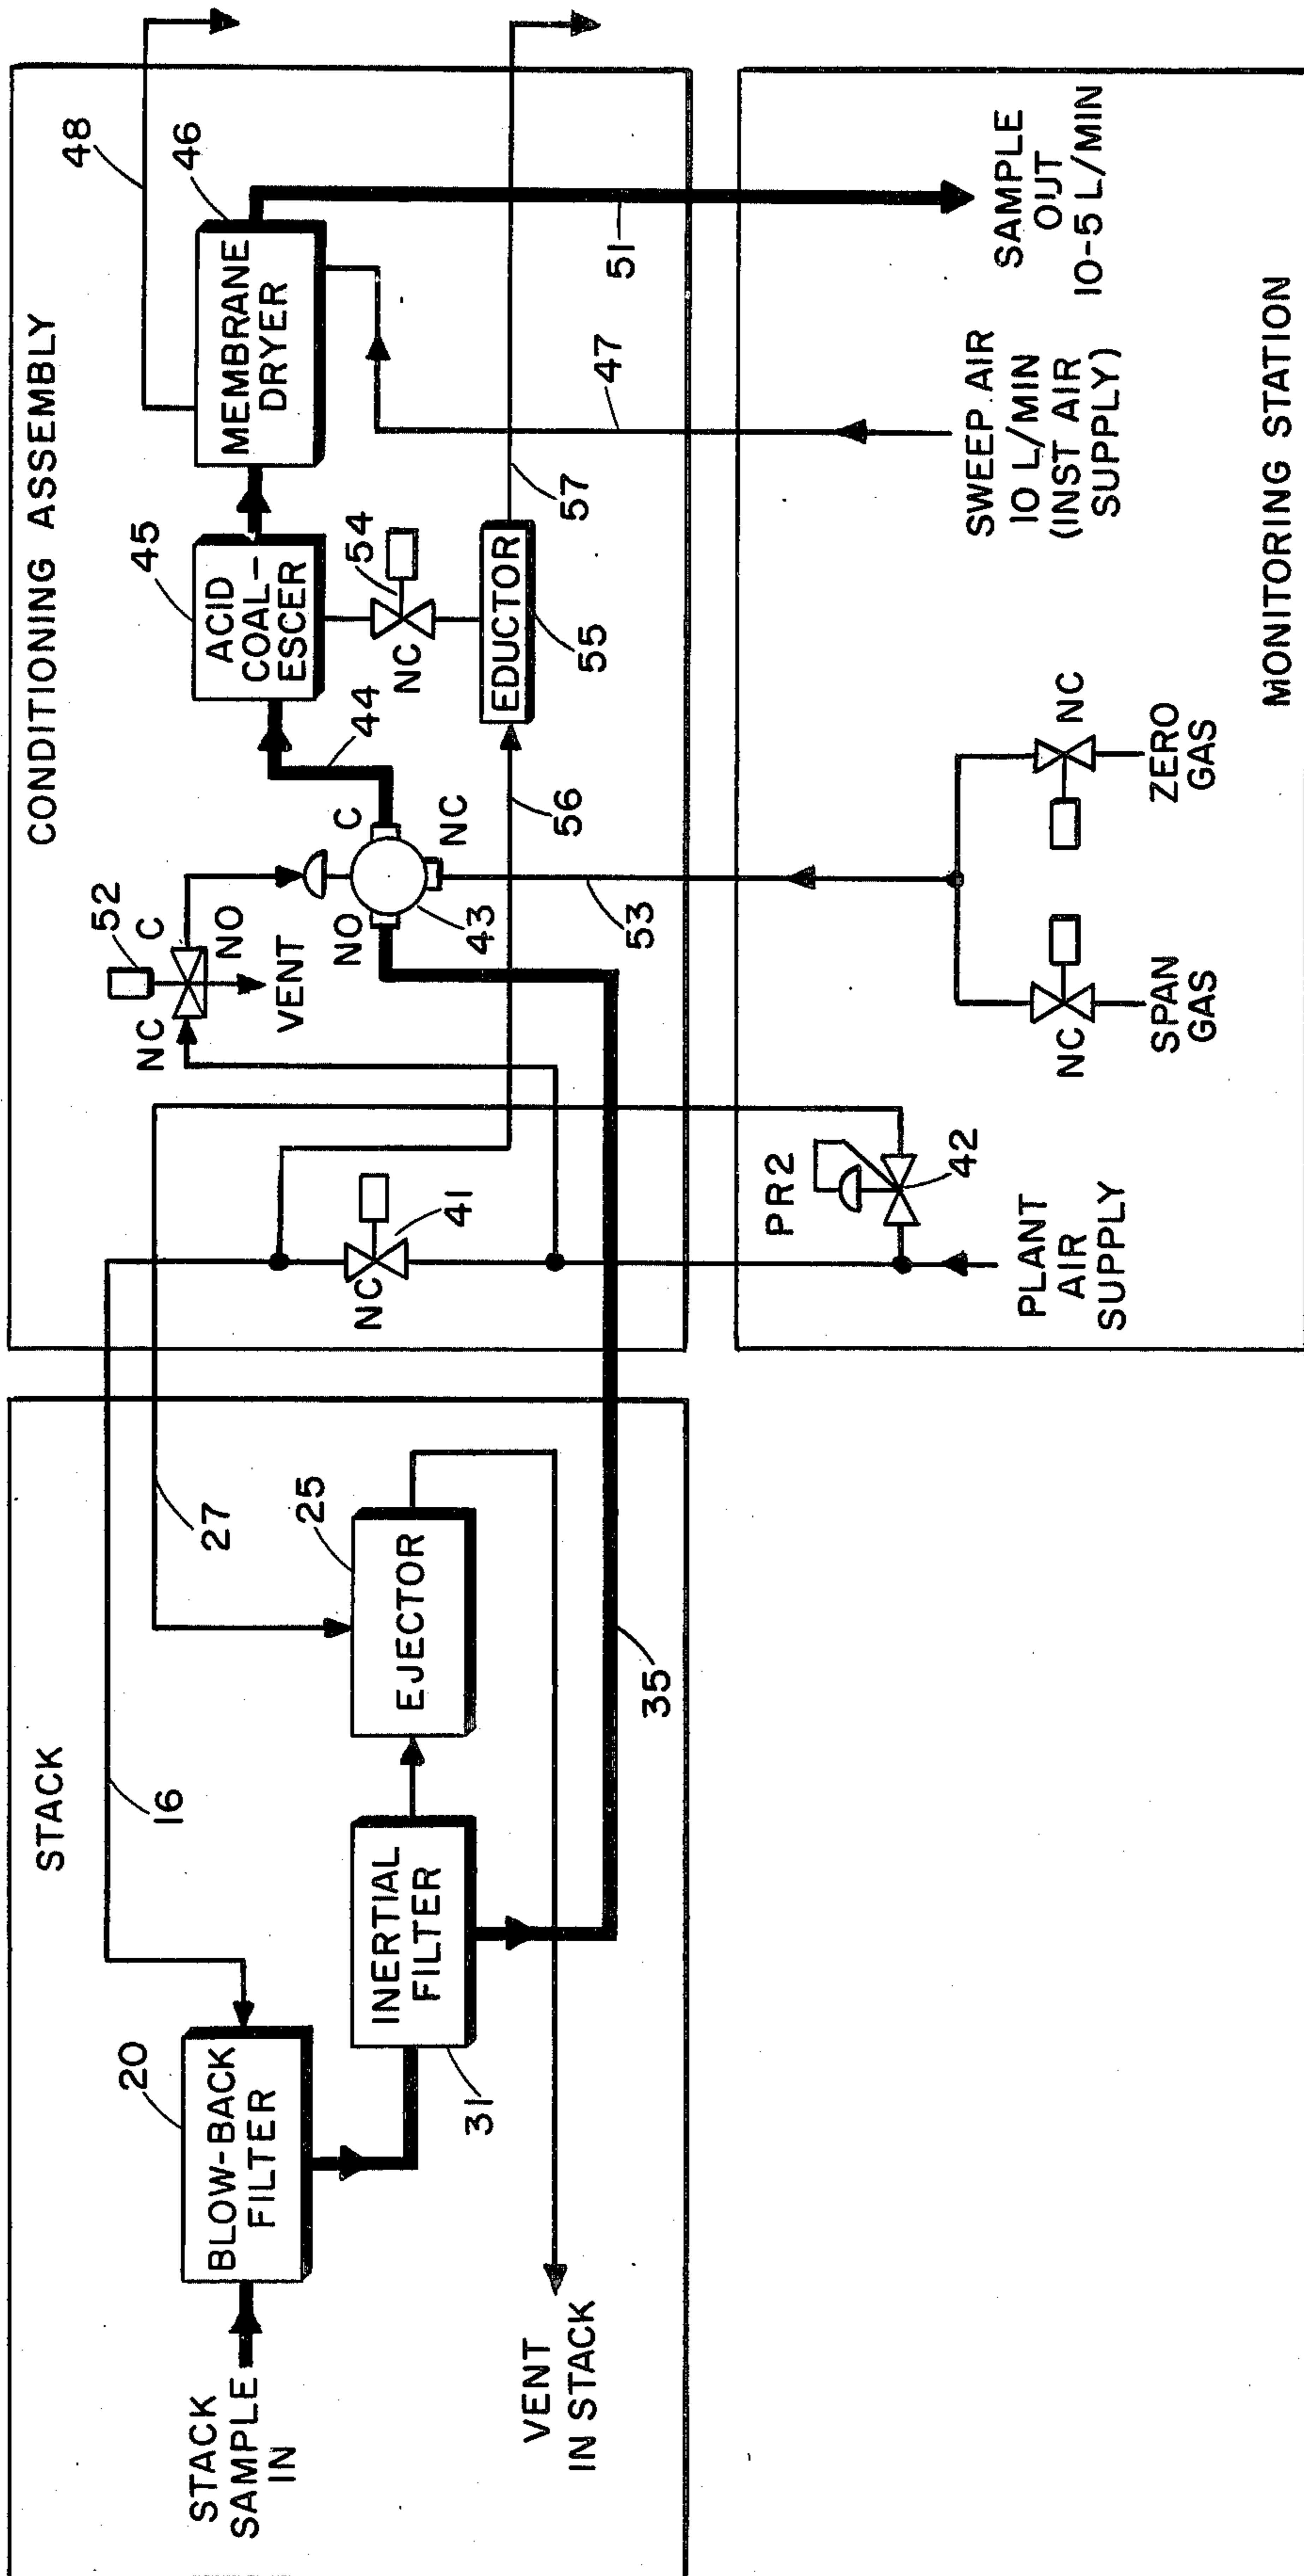 STACK
CONDITIONING ASSEMBLY
48
16
20
27
25
52
C
NC
NO
VENT
45
46
STACK
SAMPLE
IN
BLOW-BACK
FILTER
INERTIAL
FILTER
31
EJECTOR
35
VENT
IN STACK
NC
41
NO
C
NC
43
44
ACID
COAL-
ESCER
MEMBRANE
DRYER
NC
54
EDUCTOR
55
56
57
53
47
51
MONITORING STATION
PR2
42
PLANT
AIR
SUPPLY
NC
SPAN
GAS
NC
ZERO
GAS
SWEEP AIR
10 L/MIN
(INST AIR
SUPPLY)
SAMPLE
OUT
10-5 L/MIN